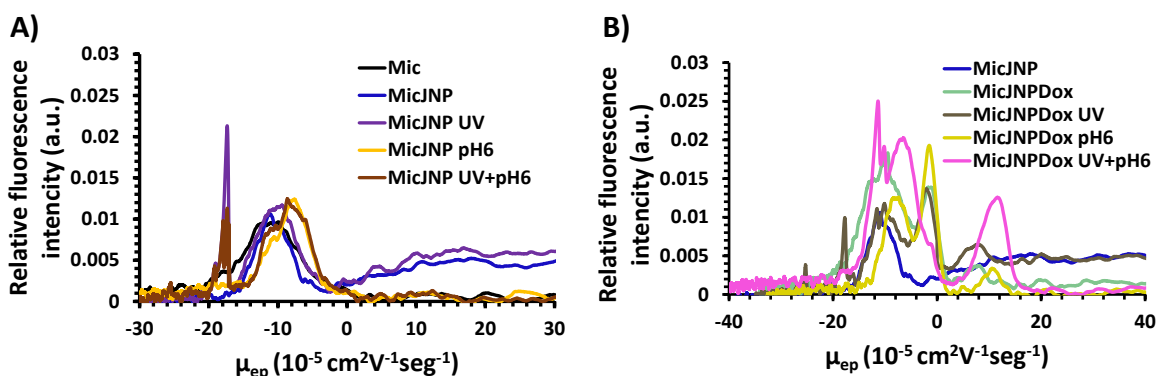 A)
Relative fluorescence
intencity (a.u.)
0.03
0.025
0.02
0.015
0.01
0.005
0
-30
-20
-10
0
10
20
30
μep (10-5 cm2V-1seg-1)
Mic
MicJNP
MicJNP UV
MicJNP pH6
MicJNP UV+pH6
B)
Relative fluorescence
intencity (a.u.)
0.03
0.025
0.02
0.015
0.01
0.005
0
-40
-20
0
20
40
μep (10-5 cm2V-1seg-1)
MicJNP
MicJNPDox
MicJNPDox UV
MicJNPDox pH6
MicJNPDox UV+pH6